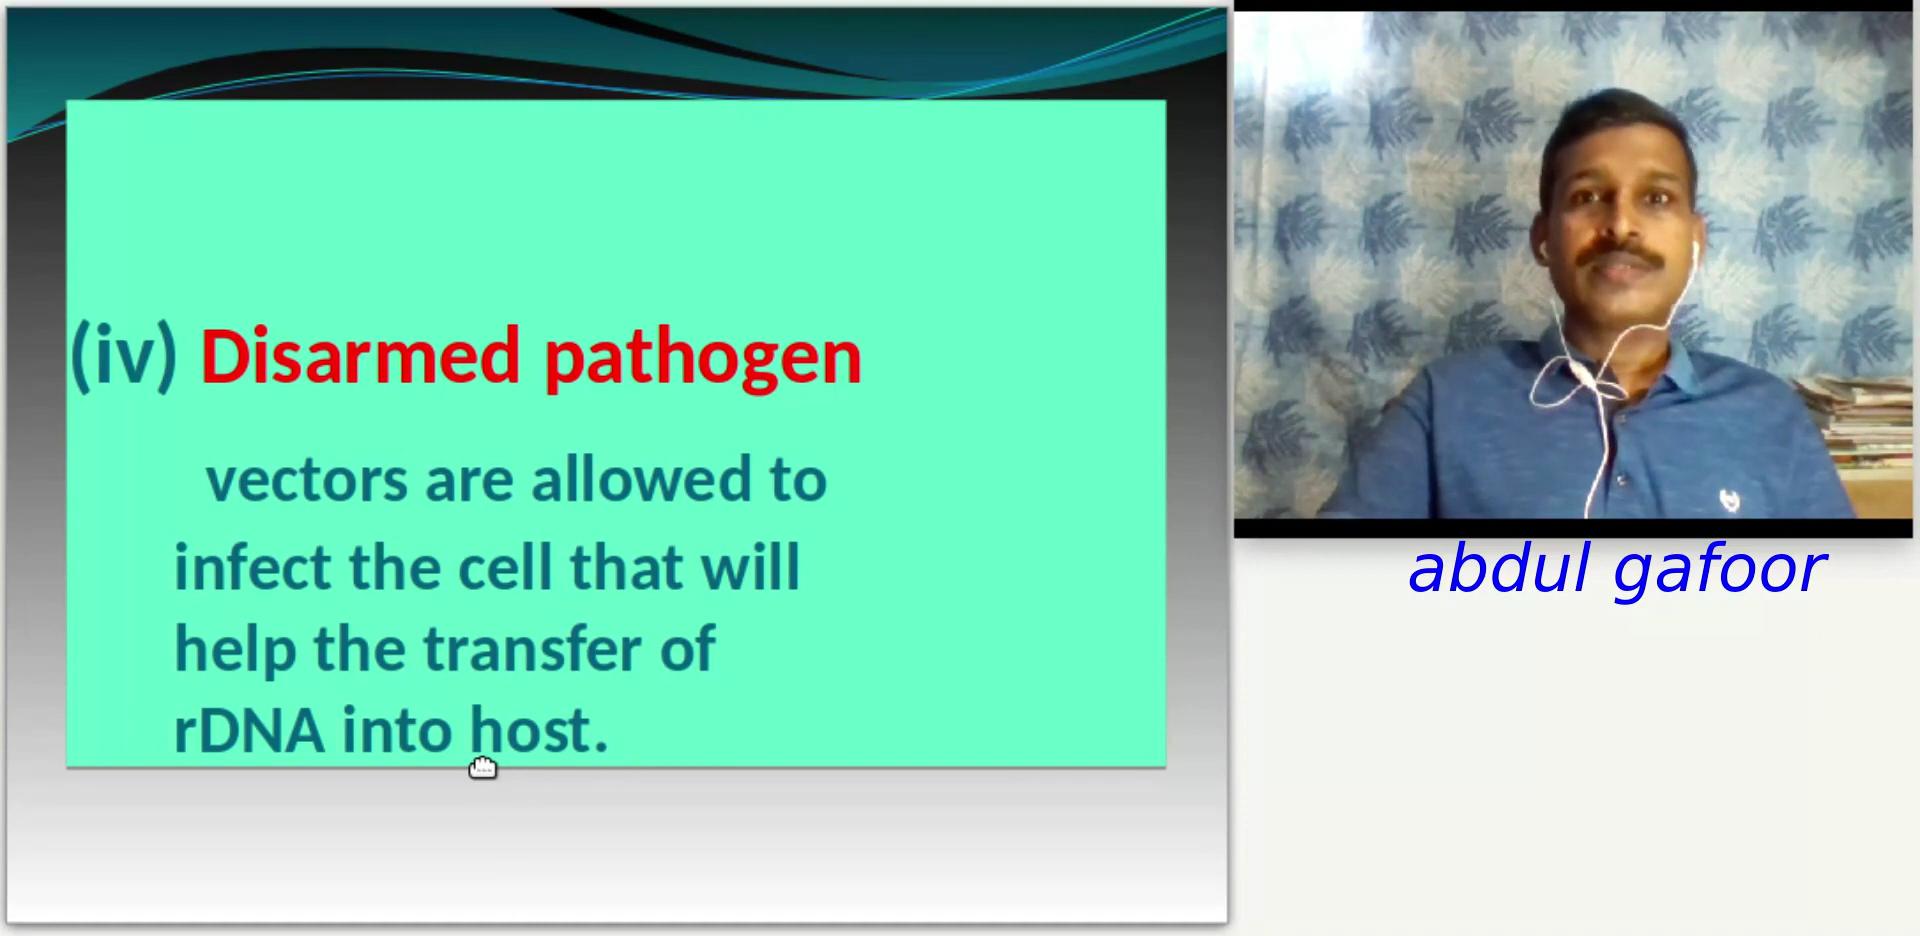 (iv) Disarmed pathogen
vectors are allowed to
infect the cell that will
help the transfer of
rDNA into host.
abdul gafoor